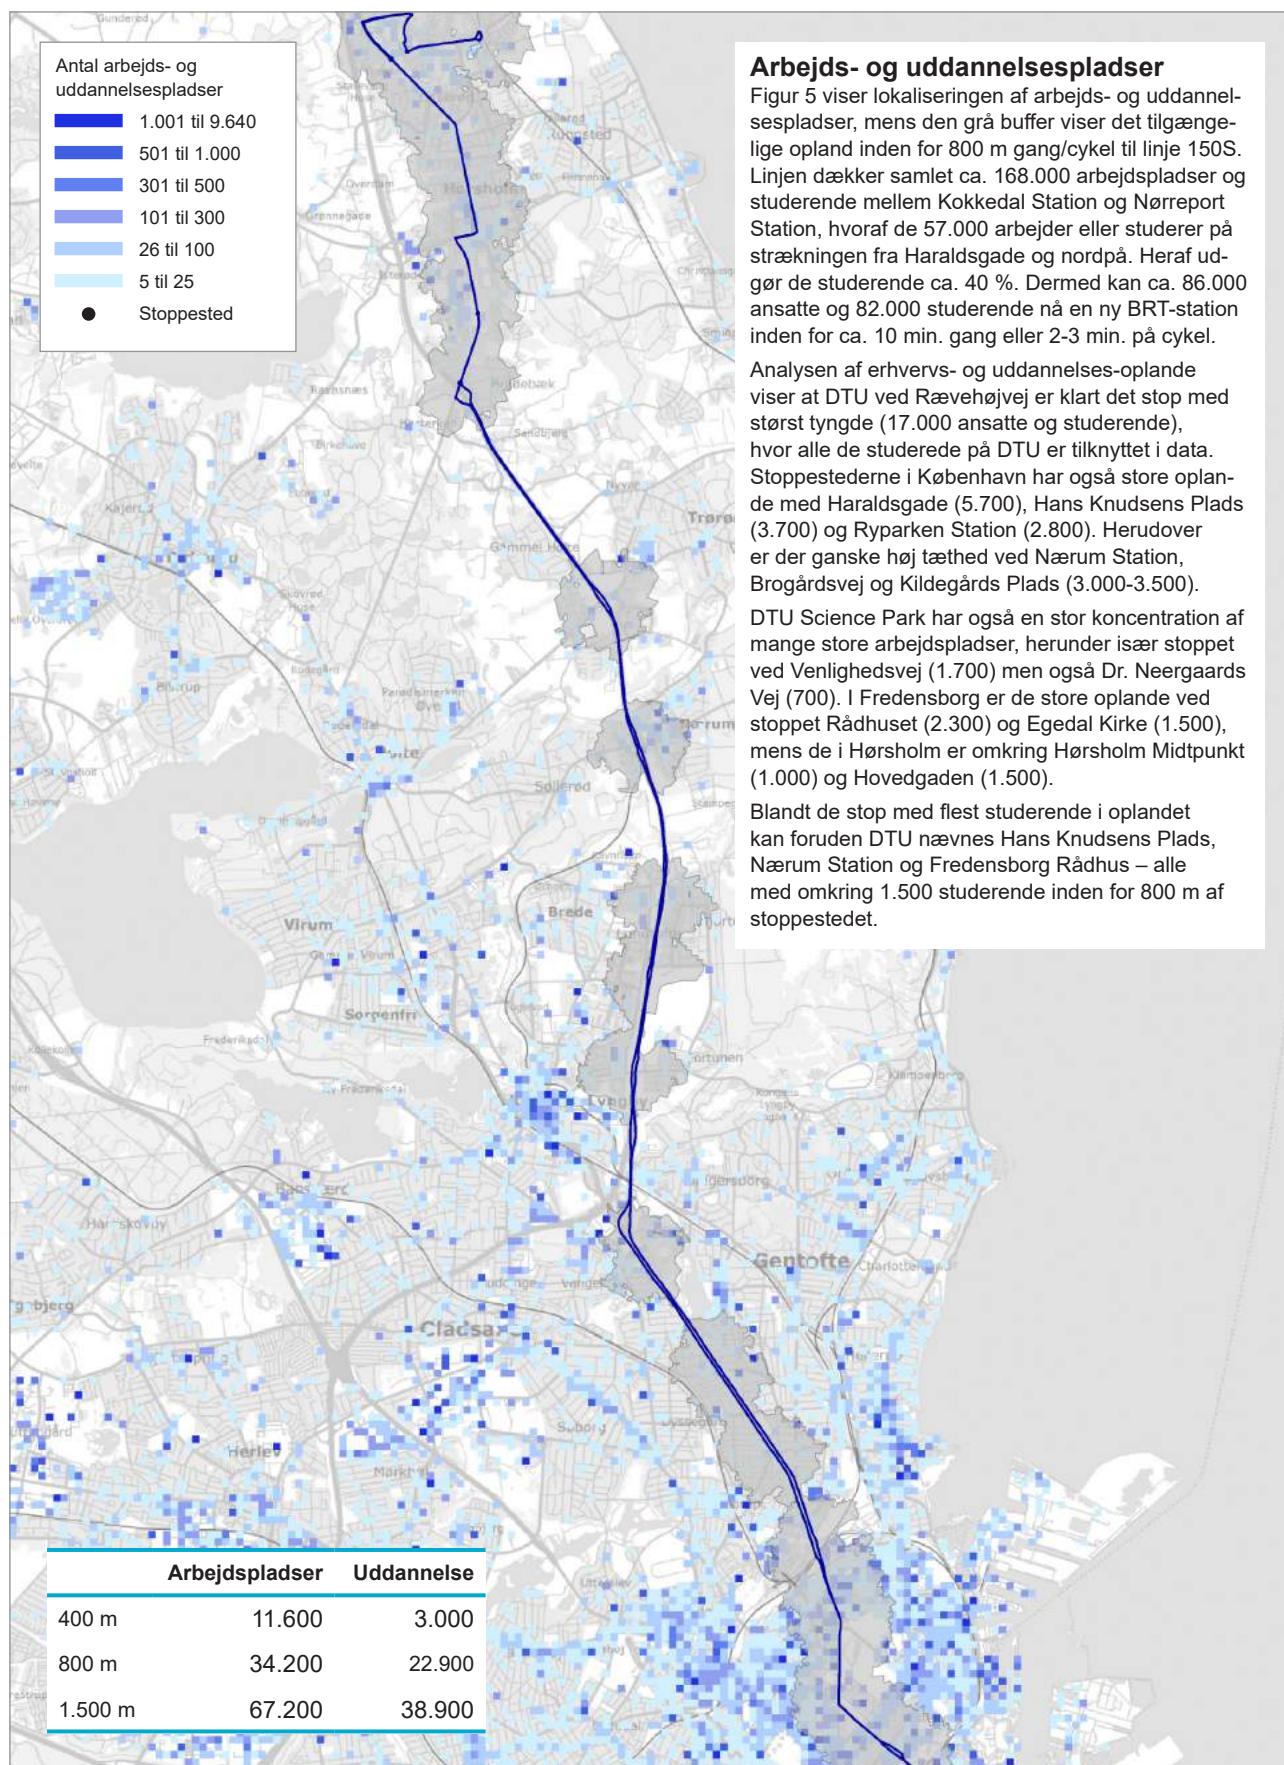 Antal arbejds- og
uddannelsespladser
1.001 til 9.640
501 til 1.000
301 til 500
101 til 300
26 til 100
5 til 25
Stoppested
Arbejds- og uddannelsespladser
Figur 5 viser lokaliseringen af arbejds- og uddannel-
sespladser, mens den grå buffer viser det tilgænge-
lige opland inden for 800 m gang/cykel til linje 150S.
Linjen dækker samlet ca. 168.000 arbejdspladser og
studerende mellem Kokkedal Station og Nørreport
Station, hvoraf de 57.000 arbejder eller studerer på
strækningen fra Haraldsgade og nordpå. Heraf ud-
gør de studerende ca. 40 %. Dermed kan ca. 86.000
ansatte og 82.000 studerende nå en ny BRT-station
inden for ca. 10 min. gang eller 2-3 min. på cykel.
Analysen af erhvervs- og uddannelses-oplande
viser at DTU ved Rævehøjvej er klart det stop med
størst tyngde (17.000 ansatte og studerende),
hvor alle de studerede på DTU er tilknyttet i data.
Stoppestederne i København har også store oplan-
de med Haraldsgade (5.700), Hans Knudsens Plads
(3.700) og Ryparken Station (2.800). Herudover
er der ganske høj tæthed ved Nærum Station,
Brogårdsvej og Kildegårds Plads (3.000-3.500).
DTU Science Park har også en stor koncentration af
mange store arbejdspladser, herunder især stoppet
ved Venlighedsvej (1.700) men også Dr. Neergaards
Vej (700). I Fredensborg er de store oplande ved
stoppet Rådhuset (2.300) og Egedal Kirke (1.500),
mens de i Hørsholm er omkring Hørsholm Midtpunkt
(1.000) og Hovedgaden (1.500).
Blandt de stop med flest studerende i oplandet
kan foruden DTU nævnes Hans Knudsens Plads,
Nærum Station og Fredensborg Rådhus – alle
med omkring 1.500 studerende inden for 800 m af
stoppestedet.
Gunderød
Grønnegade
Ravnsnæs
Sandbjerg
Gammel Holte
Søllerød
Brede
Virum
Sorgenfri
Frederiksdal
Klampenborg
Gentofte
Herlev
Arbejdspladser Uddannelse
400 m 11.600 3.000
800 m 34.200 22.900
1.500 m 67.200 38.900